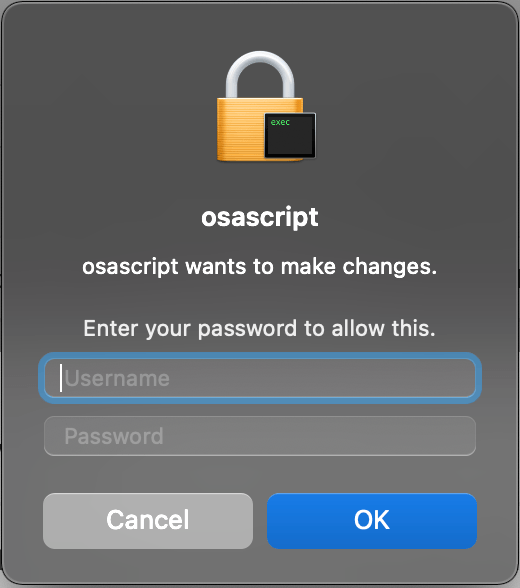 exec
osascript
osascript wants to make changes.
Enter your password to allow this.
Username
Password
Cancel
OK